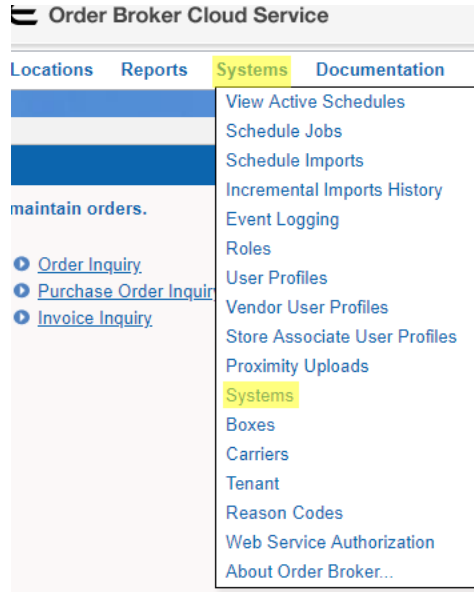 Order Broker Cloud Service
Locations Reports Systems Documentation
View Active Schedules
Schedule Jobs
Schedule Imports
Incremental Imports History
maintain orders.
Event Logging
Roles
Order Inquiry
User Profiles
Purchase Order Inquiry
Vendor User Profiles
Invoice Inquiry
Store Associate User Profiles
Proximity Uploads
Systems
Boxes
Carriers
Tenant
Reason Codes
Web Service Authorization
About Order Broker...